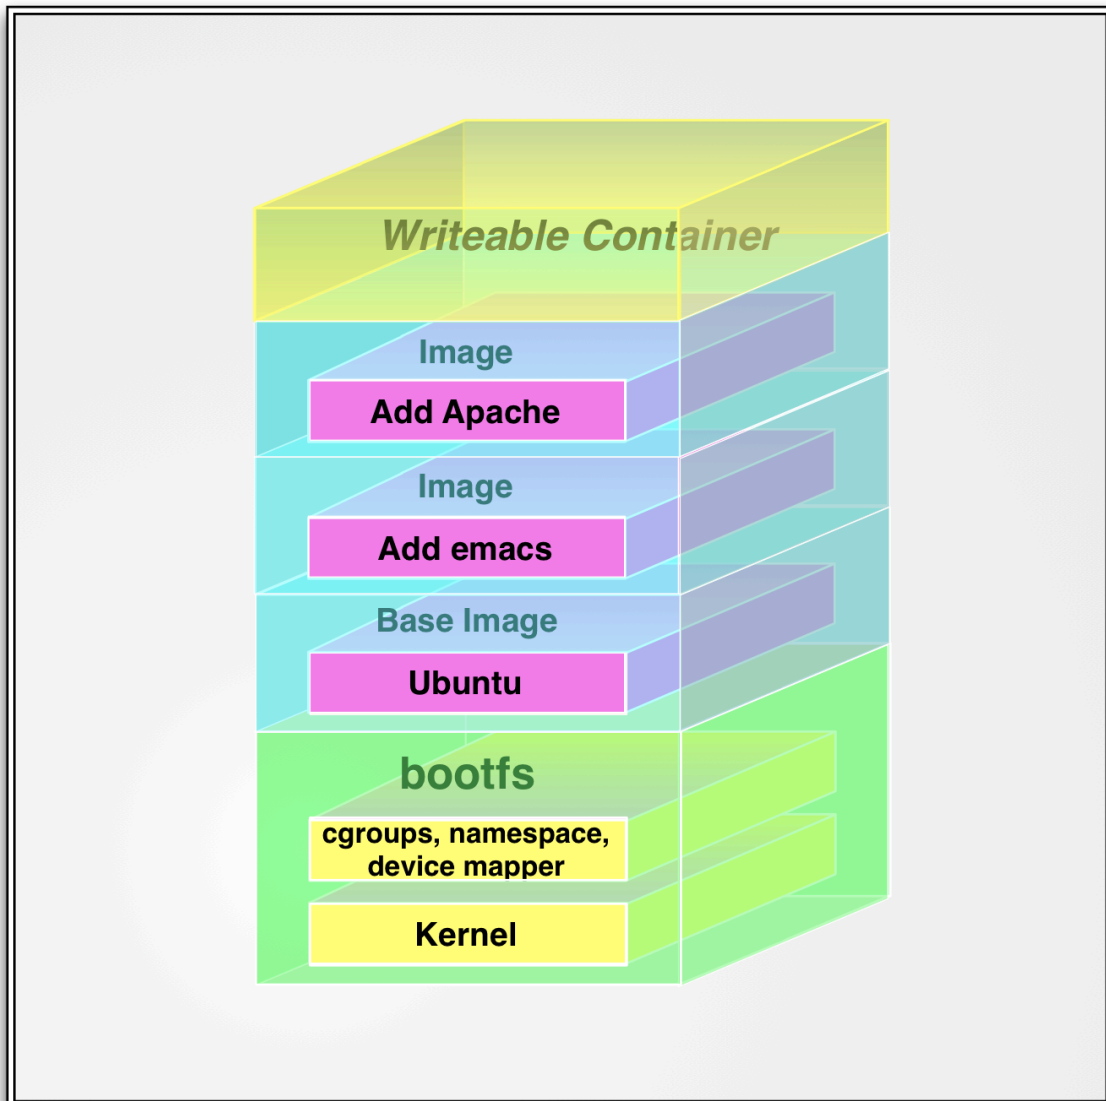 Writeable Container
Image
Add Apache
Image
Add emacs
Base Image
Ubuntu
bootfs
cgroups, namespace,
device mapper
Kernel